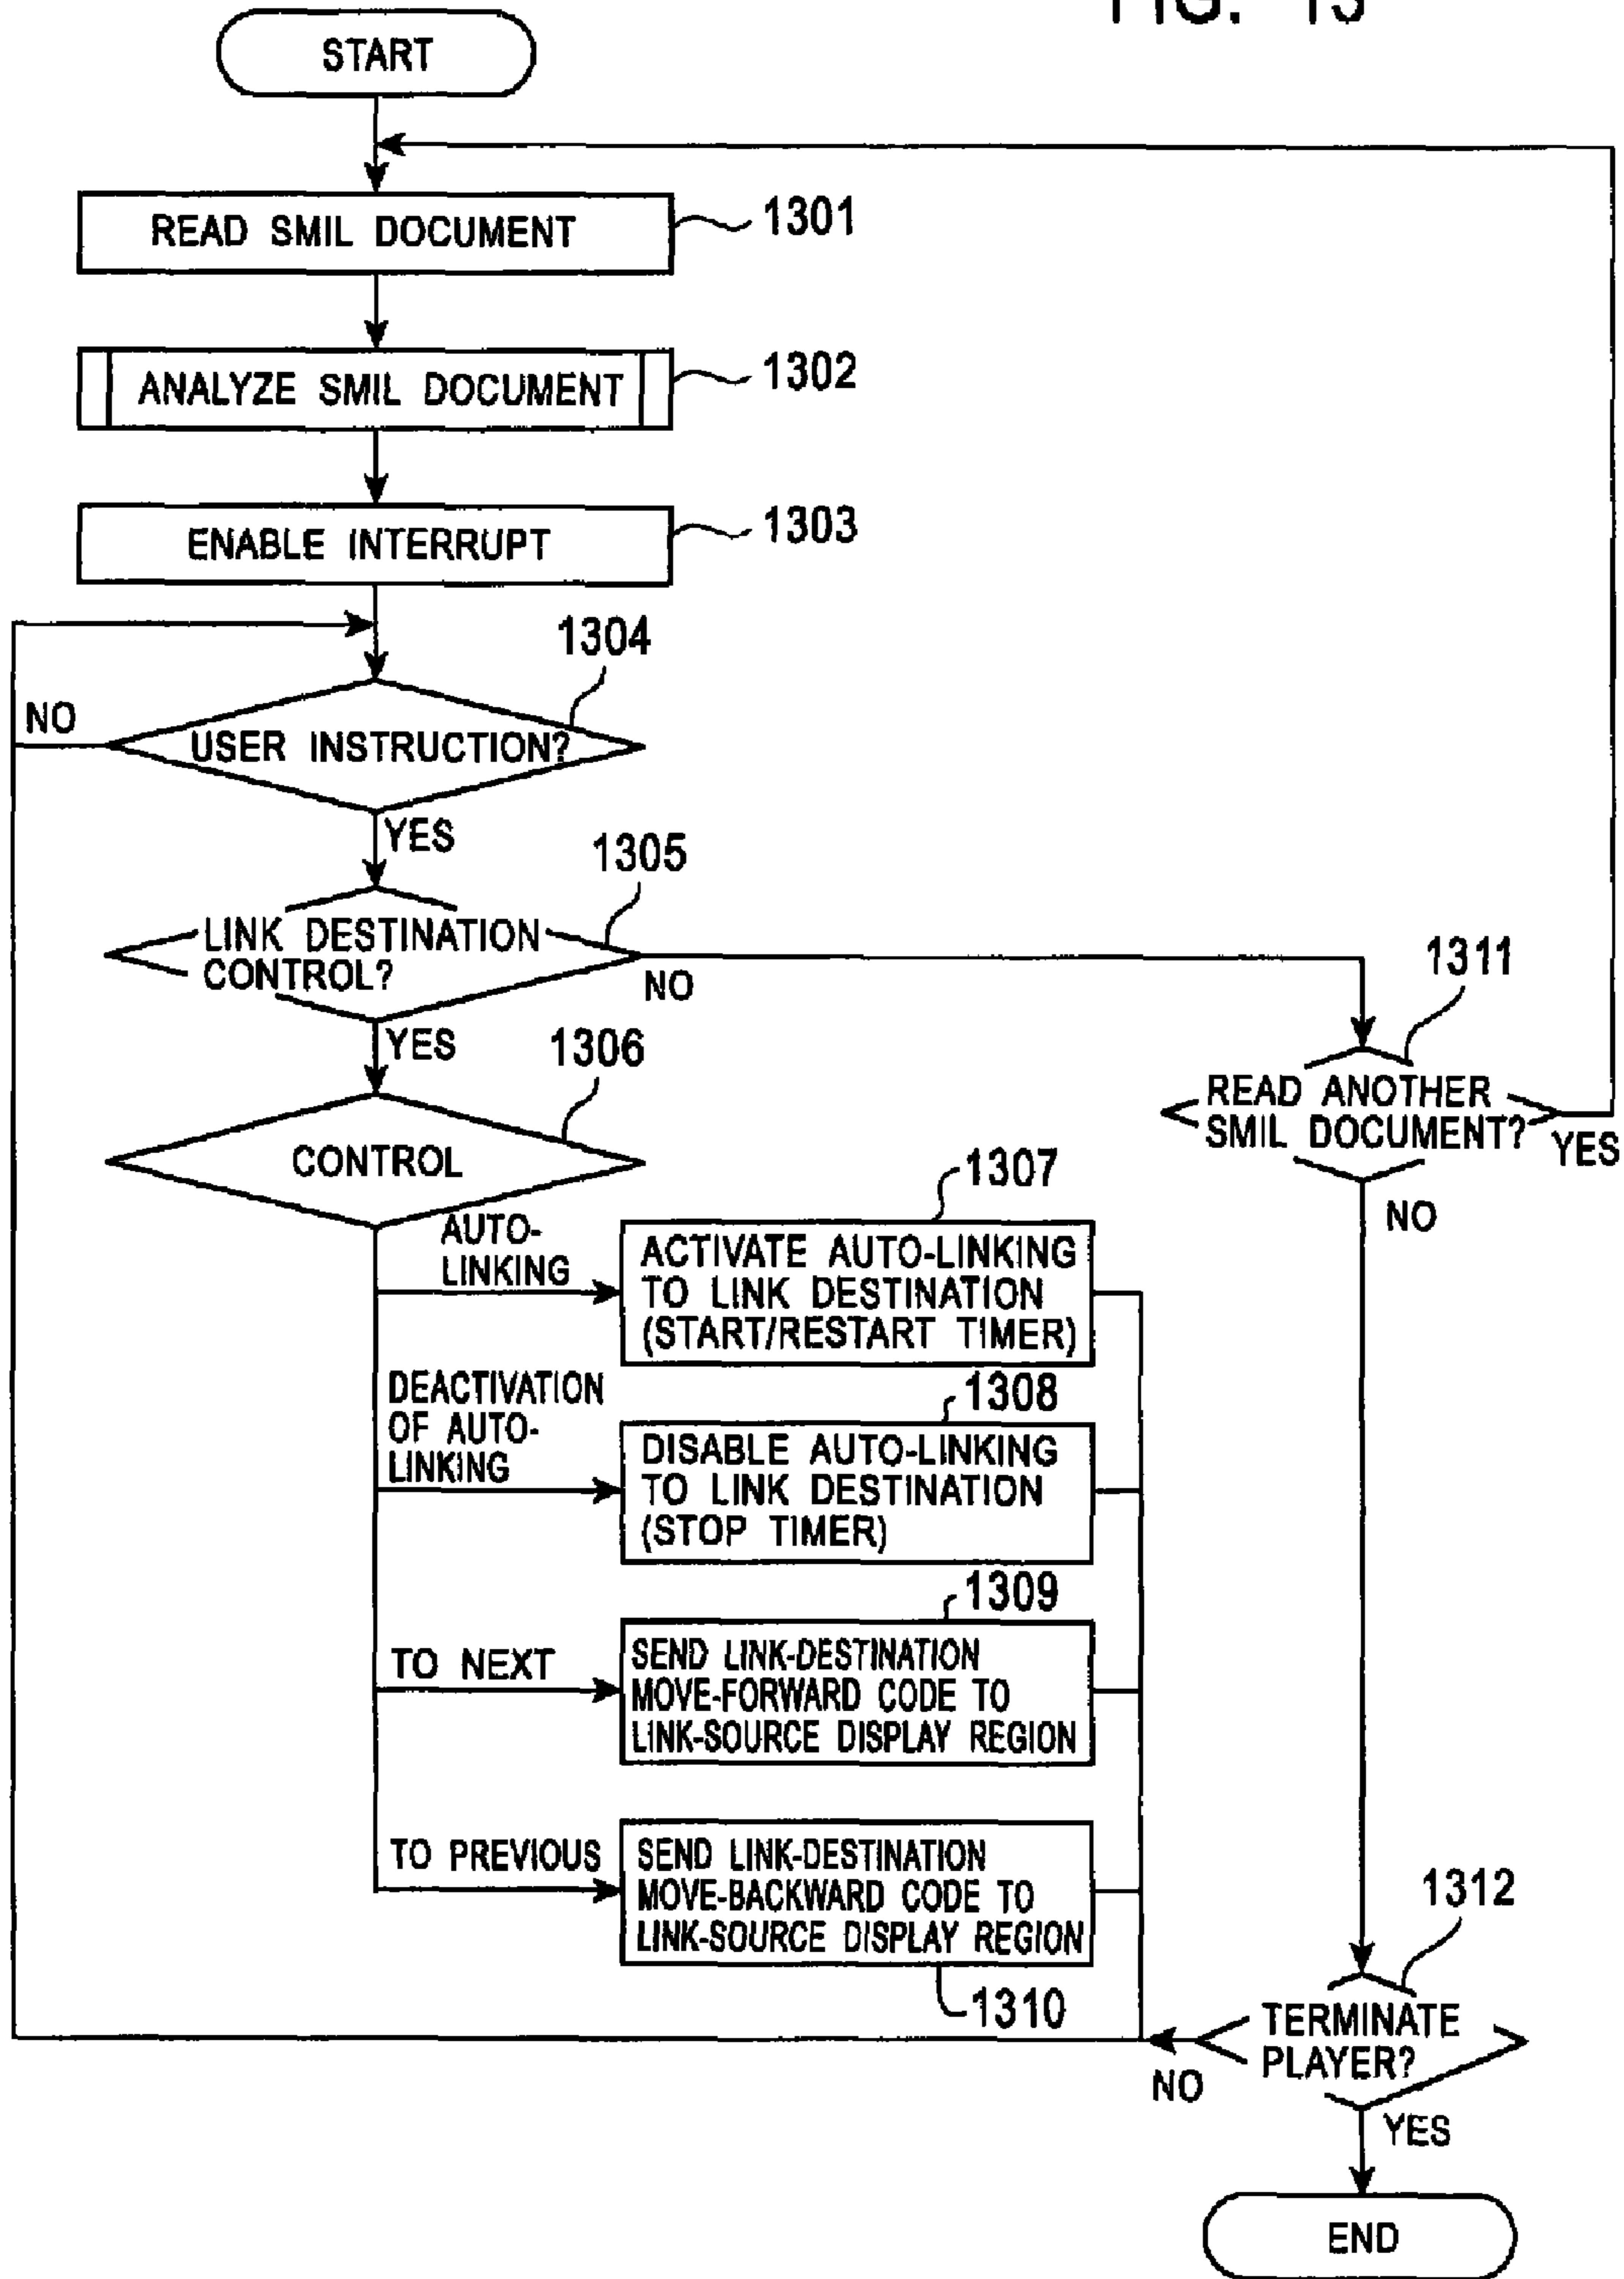 FIG. 13
START
READ SMIL DOCUMENT
1301
ANALYZE SMIL DOCUMENT
1302
ENABLE INTERRUPT
1303
1304
NO
USER INSTRUCTION?
YES
1305
LINK DESTINATION
CONTROL?
NO
YES
1306
CONTROL
1311
READ ANOTHER
SMIL DOCUMENT?
YES
NO
AUTO-
LINKING
1307
ACTIVATE AUTO-LINKING
TO LINK DESTINATION
(START/RESTART TIMER)
DEACTIVATION
OF AUTO-
LINKING
1308
DISABLE AUTO-LINKING
TO LINK DESTINATION
(STOP TIMER)
1309
TO NEXT
SEND LINK-DESTINATION
MOVE-FORWARD CODE TO
LINK-SOURCE DISPLAY REGION
TO PREVIOUS
SEND LINK-DESTINATION
MOVE-BACKWARD CODE TO
LINK-SOURCE DISPLAY REGION
1310
1312
TERMINATE
PLAYER?
NO
YES
END